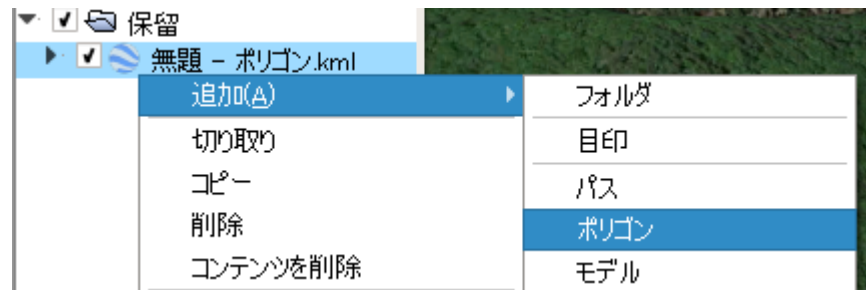 保留
無題 - ポリゴン.kml
追加(A)
切り取り
コピー
削除
コンテンツを削除
フォルダ
目印
パス
ポリゴン
モデル